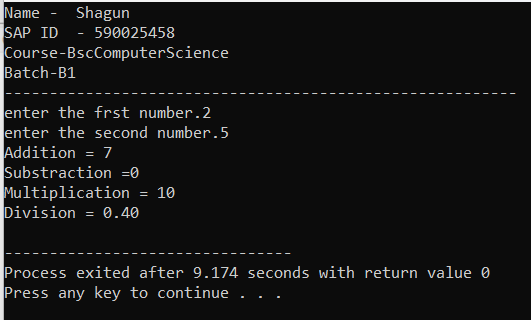 Name -  Shagun
SAP ID  - 590025458
Course-BscComputerScience
Batch-B1
---------------------------------------------------------
enter the frst number.2
enter the second number.5
Addition = 7
Substraction =0
Multiplication = 10
Division = 0.40
--------------------------------
Process exited after 9.174 seconds with return value 0
Press any key to continue . . .